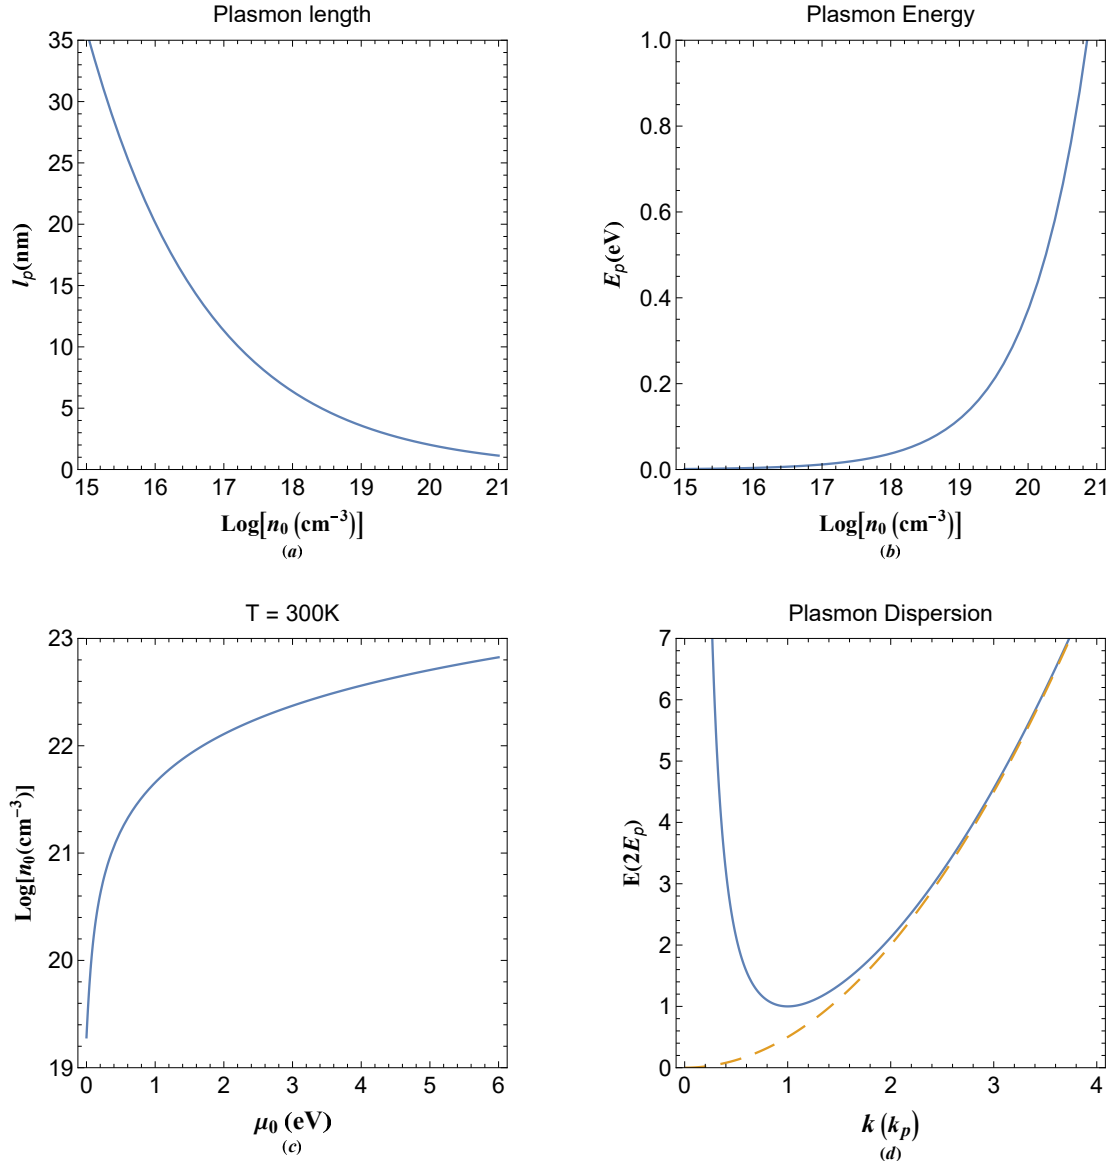 Plasmon length
35
30
25
20
15
10
5
0
l_p(nm)
15 16 17 18 19 20 21
Log[n₀ (cm⁻³)]
(a)
Plasmon Energy
1.0
0.8
0.6
0.4
0.2
0.0
E_p(eV)
15 16 17 18 19 20 21
Log[n₀ (cm⁻³)]
(b)
T = 300K
23
22
21
20
19
Log[n₀(cm⁻³)]
0 1 2 3 4 5 6
μ₀ (eV)
(c)
Plasmon Dispersion
7
6
5
4
3
2
1
0
E(2E_p)
0 1 2 3 4
k (k_p)
(d)